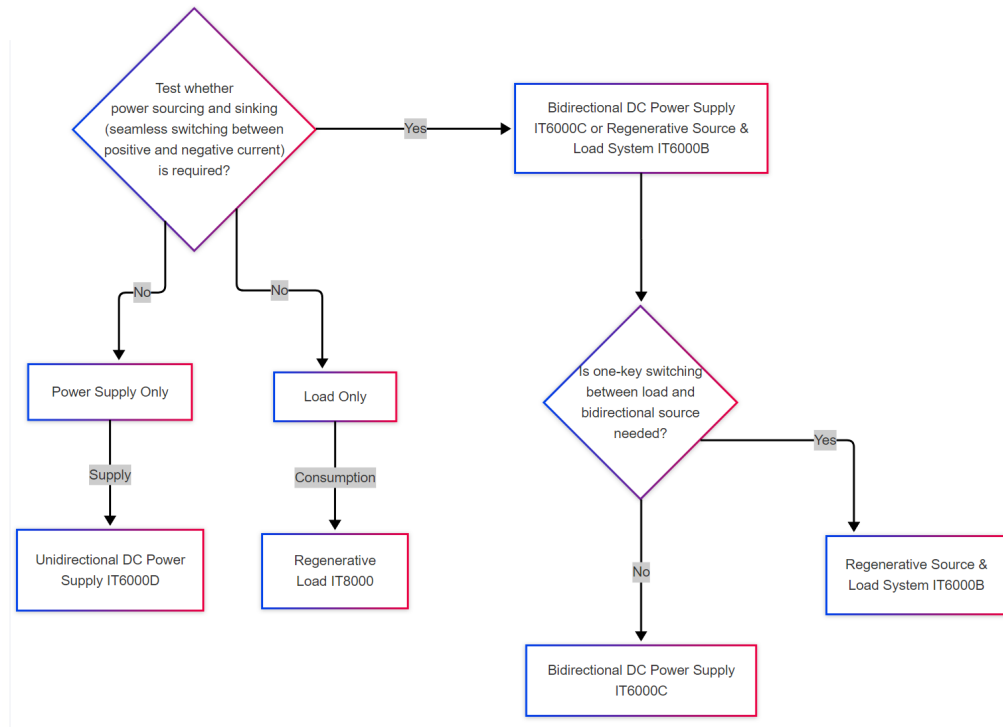 Test whether
power sourcing and sinking
(seamless switching between
positive and negative current)
is required?
Yes
Bidirectional DC Power Supply
IT6000C or Regenerative Source &
Load System IT6000B
No
No
Power Supply Only
Load Only
Is one-key switching
between load and
bidirectional source
needed?
Yes
Supply
Consumption
Unidirectional DC Power
Supply IT6000D
Regenerative
Load IT8000
No
Regenerative Source &
Load System IT6000B
Bidirectional DC Power Supply
IT6000C